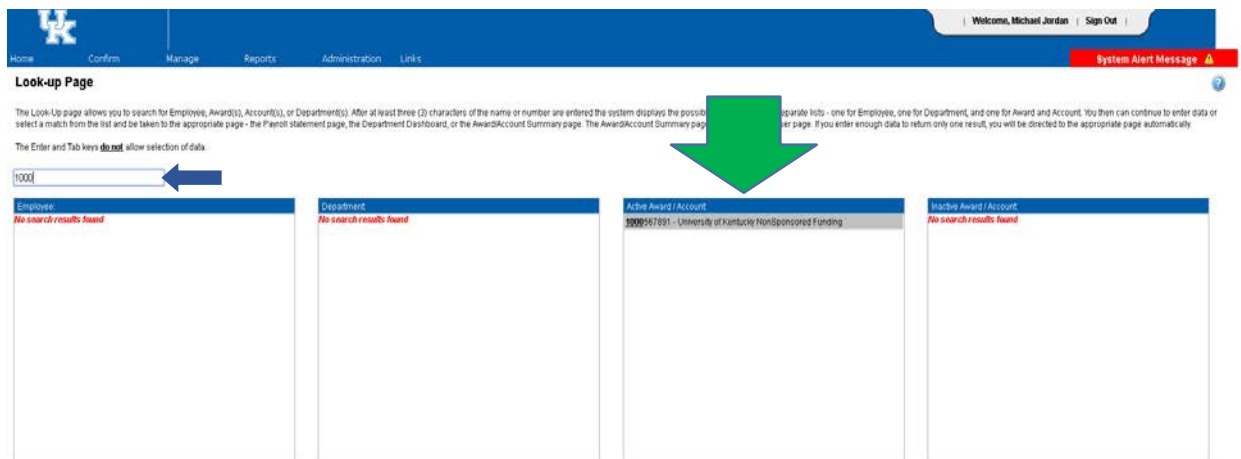 UK
| Welcome, Michael Jordan | Sign Out |
Home Confirm Manage Reports Administration Links
System Alert Message
Look-up Page
The Look-Up page allows you to search for Employee, Award(s), Account(s), or Department(s). After at least three (3) characters of the name or number are entered the system displays the possib eparate lists - one for Employee, one for Department, and one for Award and Account. You then can continue to enter data or
select a match from the list and be taken to the appropriate page - the Payroll statement page, the Department Dashboard, or the Award/Account Summary page. The Award/Account Summary pag er page. If you enter enough data to return only one result, you will be directed to the appropriate page automatically.
The Enter and Tab keys do not allow selection of data.
1000
Employee: Department: Active Award / Account: Inactive Award / Account:
No search results found No search results found 1000567891 - University of Kentucky NonSponsored Funding No search results found